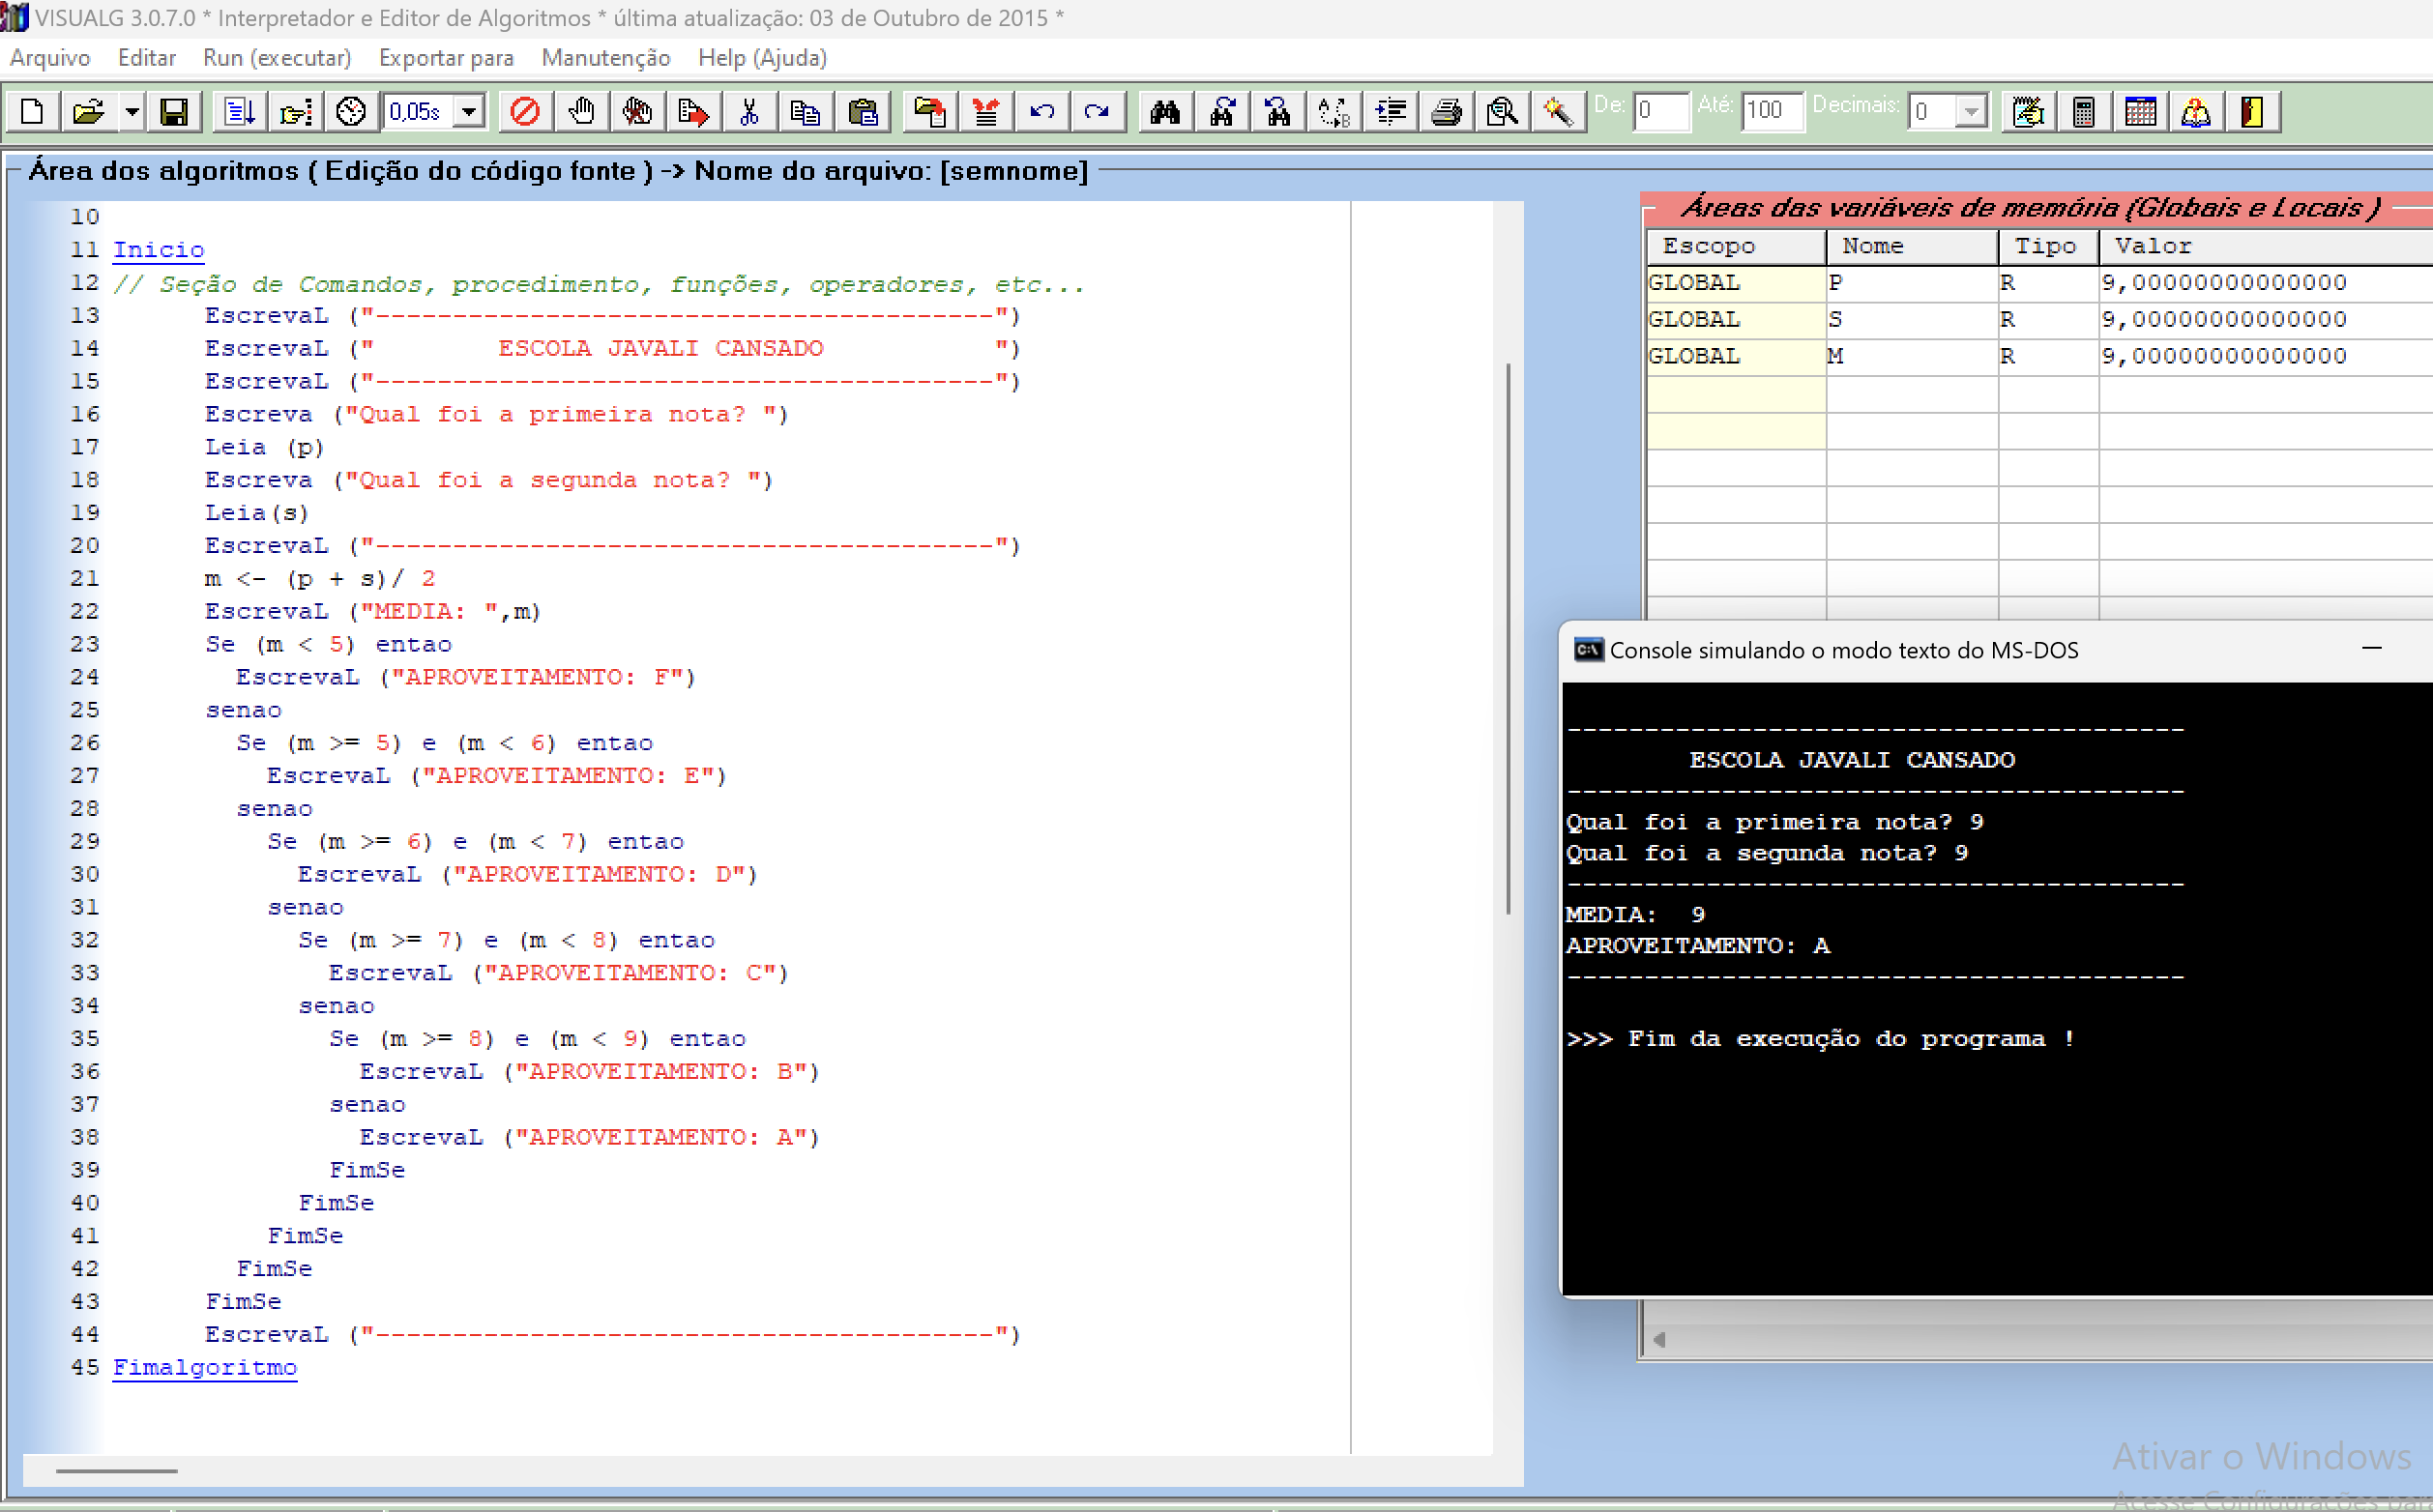 VISUALG 3.0.7.0 * Interpretador e Editor de Algoritmos * última atualização: 03 de Outubro de 2015 *
Arquivo Editar Run (executar) Exportar para Manutenção Help (Ajuda)
0,05s De: 0 Até: 100 Decimais: 0
Área dos algoritmos ( Edição do código fonte ) -> Nome do arquivo: [semnome]
10
11 Inicio
12 // Seção de Comandos, procedimento, funções, operadores, etc...
13 EscrevaL ("----------------------------------------")
14 EscrevaL ("        ESCOLA JAVALI CANSADO           ")
15 EscrevaL ("----------------------------------------")
16 Escreva ("Qual foi a primeira nota? ")
17 Leia (p)
18 Escreva ("Qual foi a segunda nota? ")
19 Leia(s)
20 EscrevaL ("----------------------------------------")
21 m <- (p + s)/ 2
22 EscrevaL ("MEDIA: ",m)
23 Se (m < 5) entao
24 EscrevaL ("APROVEITAMENTO: F")
25 senao
26 Se (m >= 5) e (m < 6) entao
27 EscrevaL ("APROVEITAMENTO: E")
28 senao
29 Se (m >= 6) e (m < 7) entao
30 EscrevaL ("APROVEITAMENTO: D")
31 senao
32 Se (m >= 7) e (m < 8) entao
33 EscrevaL ("APROVEITAMENTO: C")
34 senao
35 Se (m >= 8) e (m < 9) entao
36 EscrevaL ("APROVEITAMENTO: B")
37 senao
38 EscrevaL ("APROVEITAMENTO: A")
39 FimSe
40 FimSe
41 FimSe
42 FimSe
43 FimSe
44 EscrevaL ("----------------------------------------")
45 Fimalgoritmo
Áreas das variáveis de memória (Globais e Locais )
Escopo Nome Tipo Valor
GLOBAL P R 9,00000000000000
GLOBAL S R 9,00000000000000
GLOBAL M R 9,00000000000000
Console simulando o modo texto do MS-DOS
----------------------------------------
ESCOLA JAVALI CANSADO
----------------------------------------
Qual foi a primeira nota? 9
Qual foi a segunda nota? 9
----------------------------------------
MEDIA:  9
APROVEITAMENTO: A
----------------------------------------
>>> Fim da execução do programa !
Ativar o Windows
Acesse Configurações para